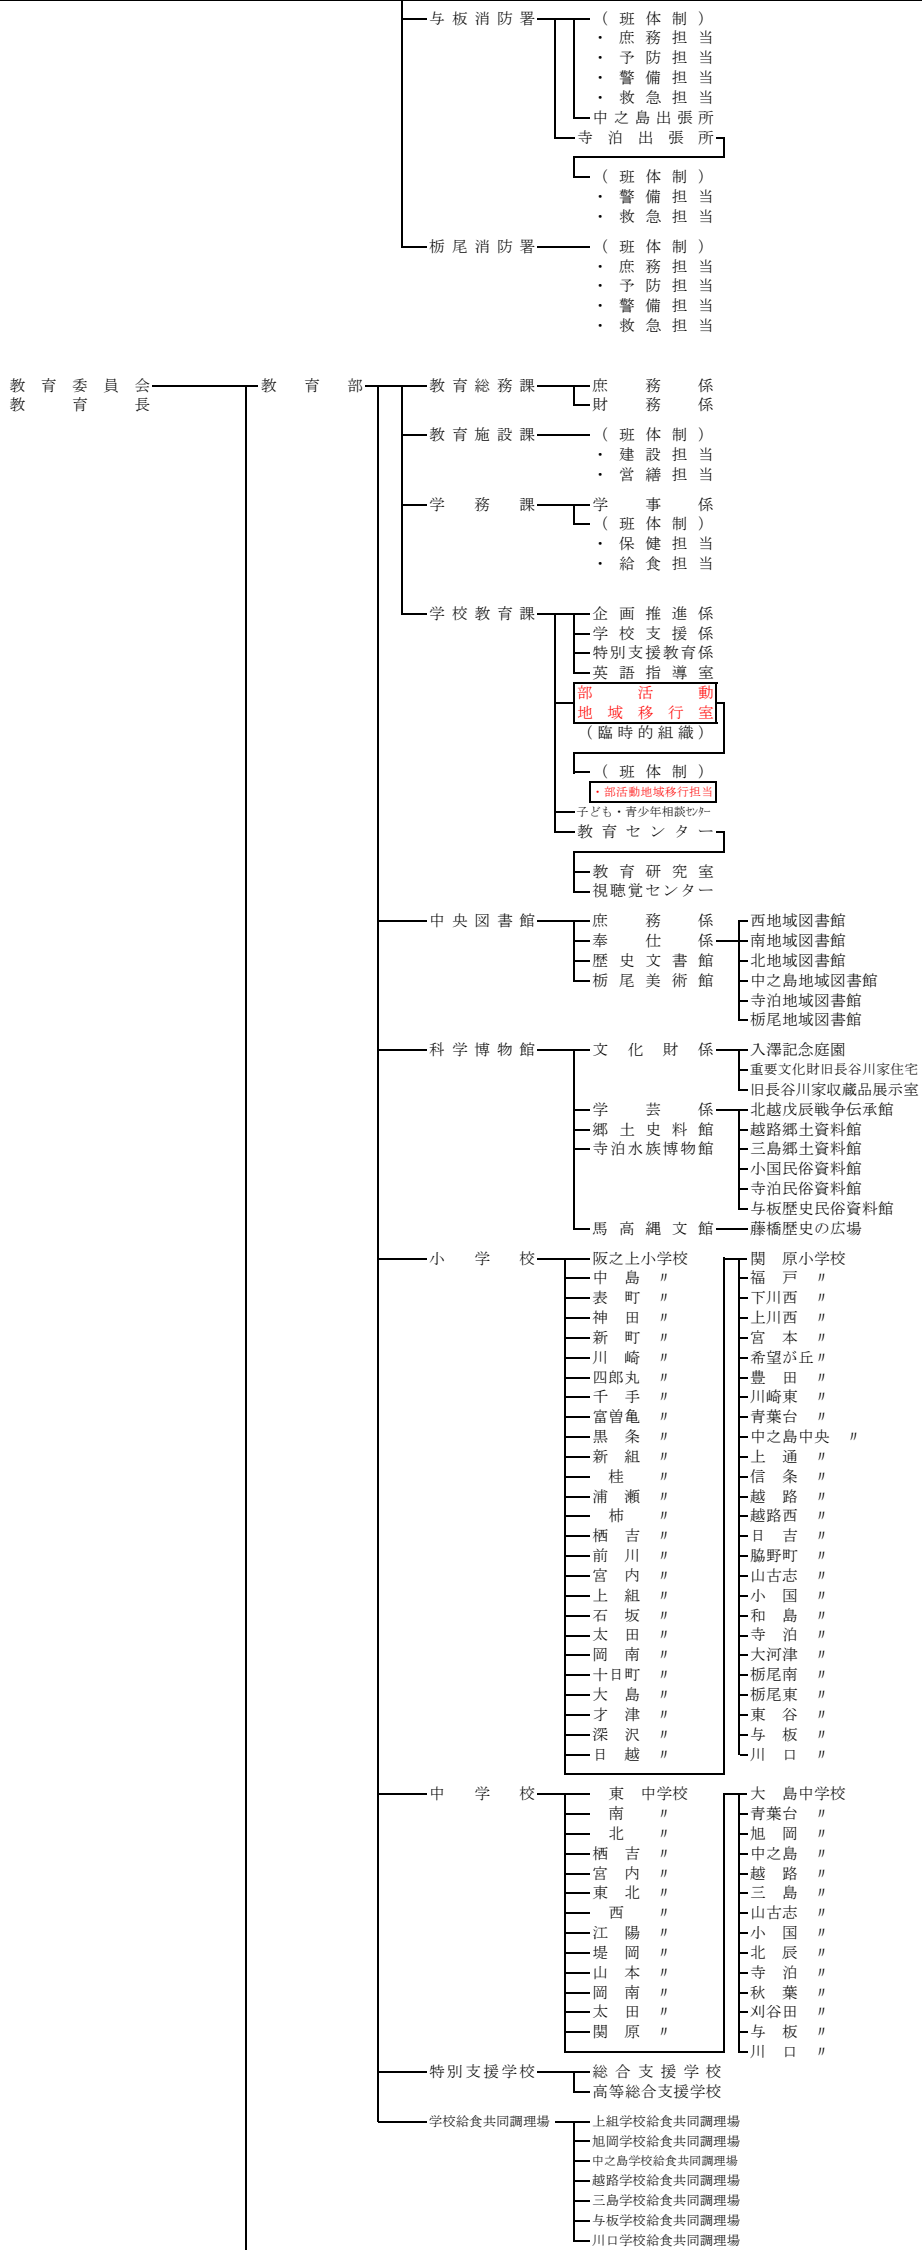 与板消防署 （班体制）
・庶務担当
・予防担当
・警備担当
・救急担当
中之島出張所
寺泊出張所
（班体制）
・警備担当
・救急担当
栃尾消防署 （班体制）
・庶務担当
・予防担当
・警備担当
・救急担当
教育委員会 教育部 教育総務課 庶務係
教育長 財務係
教育施設課 （班体制）
・建設担当
・営繕担当
学務課 学事係
（班体制）
・保健担当
・給食担当
学校教育課 企画推進係
学校支援係
特別支援教育係
英語指導室
部活動
地域移行室
（臨時的組織）
（班体制）
・部活動地域移行担当
子ども・青少年相談ｾﾝﾀｰ
教育センター
教育研究室
視聴覚センター
中央図書館 庶務係 西地域図書館
奉仕係 南地域図書館
歴史文書館 北地域図書館
栃尾美術館 中之島地域図書館
寺泊地域図書館
栃尾地域図書館
科学博物館 文化財係 入澤記念庭園
重要文化財旧長谷川家住宅
旧長谷川家収蔵品展示室
学芸係 北越戊辰戦争伝承館
郷土史料館 越路郷土資料館
寺泊水族博物館 三島郷土資料館
小国民俗資料館
寺泊民俗資料館
与板歴史民俗資料館
馬高縄文館 藤橋歴史の広場
小学校 阪之上小学校 関原小学校
中島〃 福戸〃
表町〃 下川西〃
神田〃 上川西〃
新町〃 宮本〃
川崎〃 希望が丘〃
四郎丸〃 豊田〃
千手〃 川崎東〃
富曽亀〃 青葉台〃
黒条〃 中之島中央〃
新組〃 上通〃
桂〃 信条〃
浦瀬〃 越路〃
柿〃 越路西〃
栖吉〃 日吉〃
前川〃 脇野町〃
宮内〃 山古志〃
上組〃 小国〃
石坂〃 和島〃
太田〃 寺泊〃
岡南〃 大河津〃
十日町〃 栃尾南〃
大島〃 栃尾東〃
才津〃 東谷〃
深沢〃 与板〃
日越〃 川口〃
中学校 東中学校 大島中学校
南〃 青葉台〃
北〃 旭岡〃
栖吉〃 中之島〃
宮内〃 越路〃
東北〃 三島〃
西〃 山古志〃
江陽〃 小国〃
堤岡〃 北辰〃
山本〃 寺泊〃
岡南〃 秋葉〃
太田〃 刈谷田〃
関原〃 与板〃
川口〃
特別支援学校 総合支援学校
高等総合支援学校
学校給食共同調理場 上組学校給食共同調理場
旭岡学校給食共同調理場
中之島学校給食共同調理場
越路学校給食共同調理場
三島学校給食共同調理場
与板学校給食共同調理場
川口学校給食共同調理場